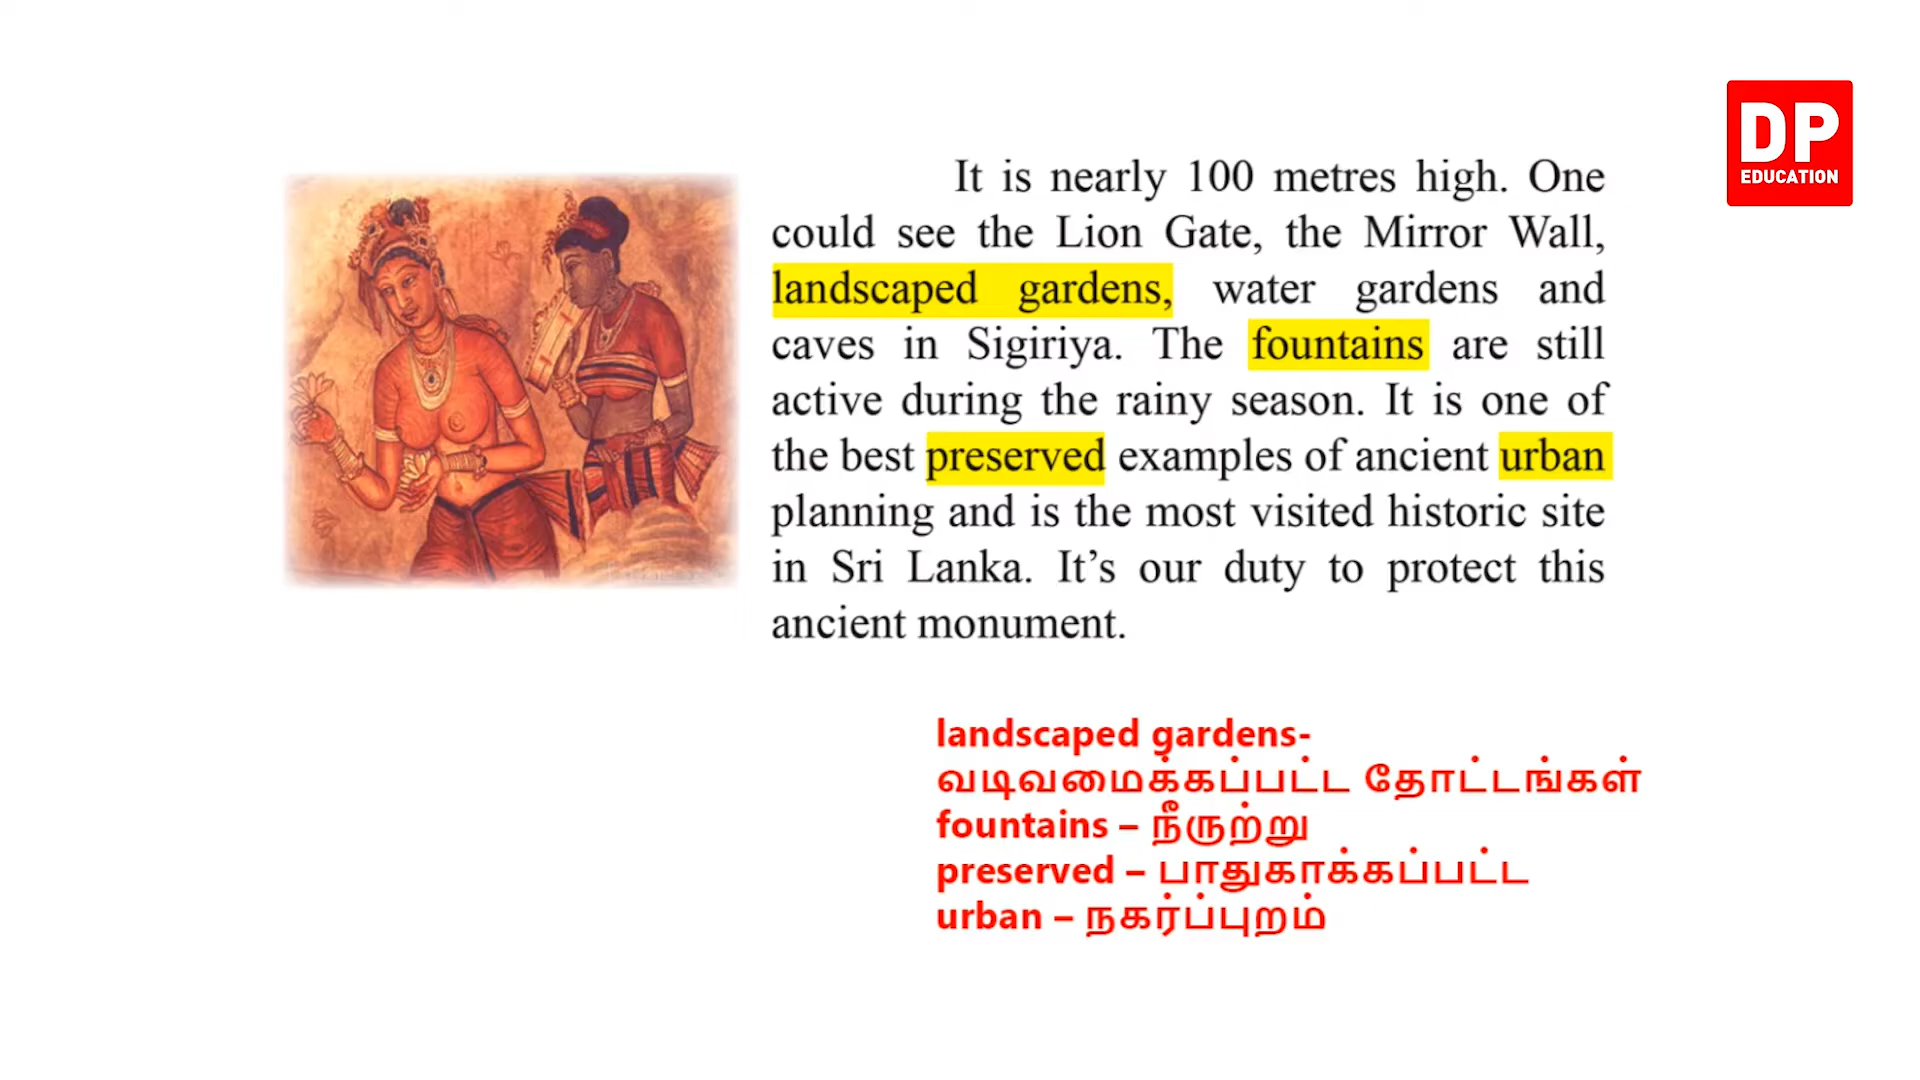 DP
EDUCATION
It is nearly 100 metres high. One
could see the Lion Gate, the Mirror Wall,
landscaped gardens, water gardens and
caves in Sigiriya. The fountains are still
active during the rainy season. It is one of
the best preserved examples of ancient urban
planning and is the most visited historic site
in Sri Lanka. It’s our duty to protect this
ancient monument.
landscaped gardens-
வடிவமைக்கப்பட்ட தோட்டங்கள்
fountains – நீருற்று
preserved – பாதுகாக்கப்பட்ட
urban – நகர்ப்புறம்